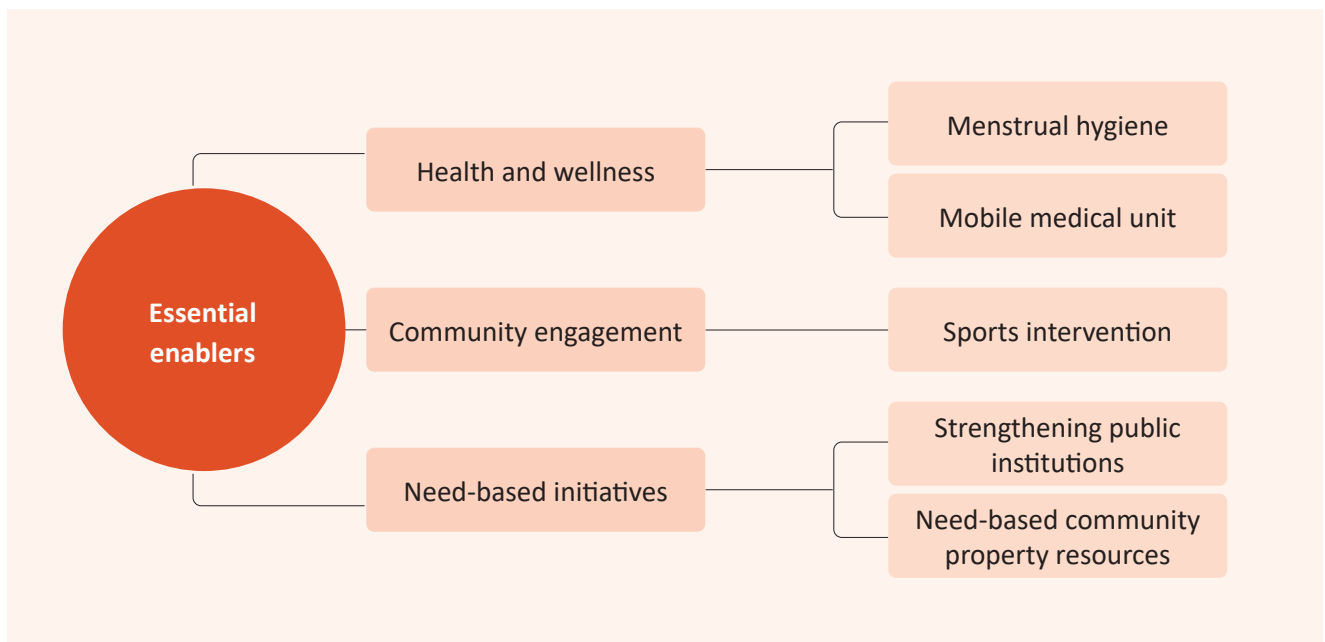 Essential
enablers
Health and wellness
Menstrual hygiene
Mobile medical unit
Community engagement
Sports intervention
Need-based initiatives
Strengthening public
institutions
Need-based community
property resources